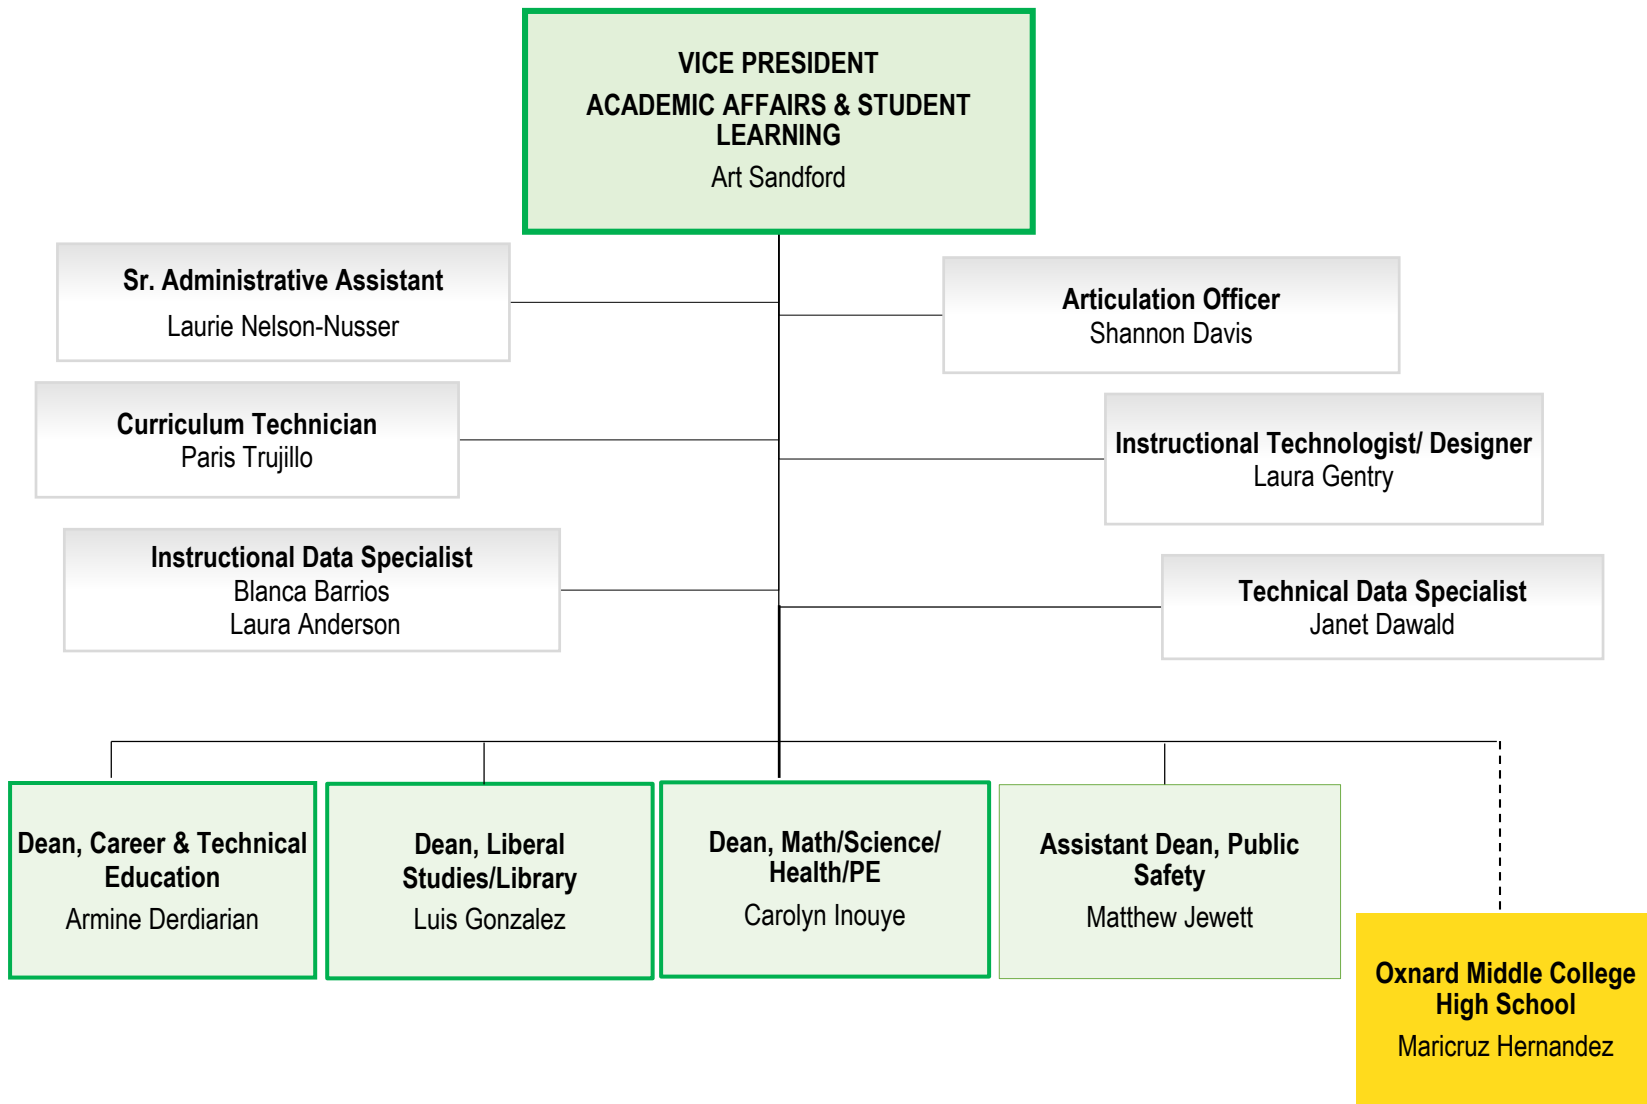 VICE PRESIDENT
ACADEMIC AFFAIRS & STUDENT
LEARNING
Art Sandford
Sr. Administrative Assistant
Laurie Nelson-Nusser
Articulation Officer
Shannon Davis
Curriculum Technician
Paris Trujillo
Instructional Technologist/ Designer
Laura Gentry
Instructional Data Specialist
Blanca Barrios
Laura Anderson
Technical Data Specialist
Janet Dawald
Dean, Career & Technical
Education
Armine Derdiarian
Dean, Liberal
Studies/Library
Luis Gonzalez
Dean, Math/Science/
Health/PE
Carolyn Inouye
Assistant Dean, Public
Safety
Matthew Jewett
Oxnard Middle College
High School
Maricruz Hernandez